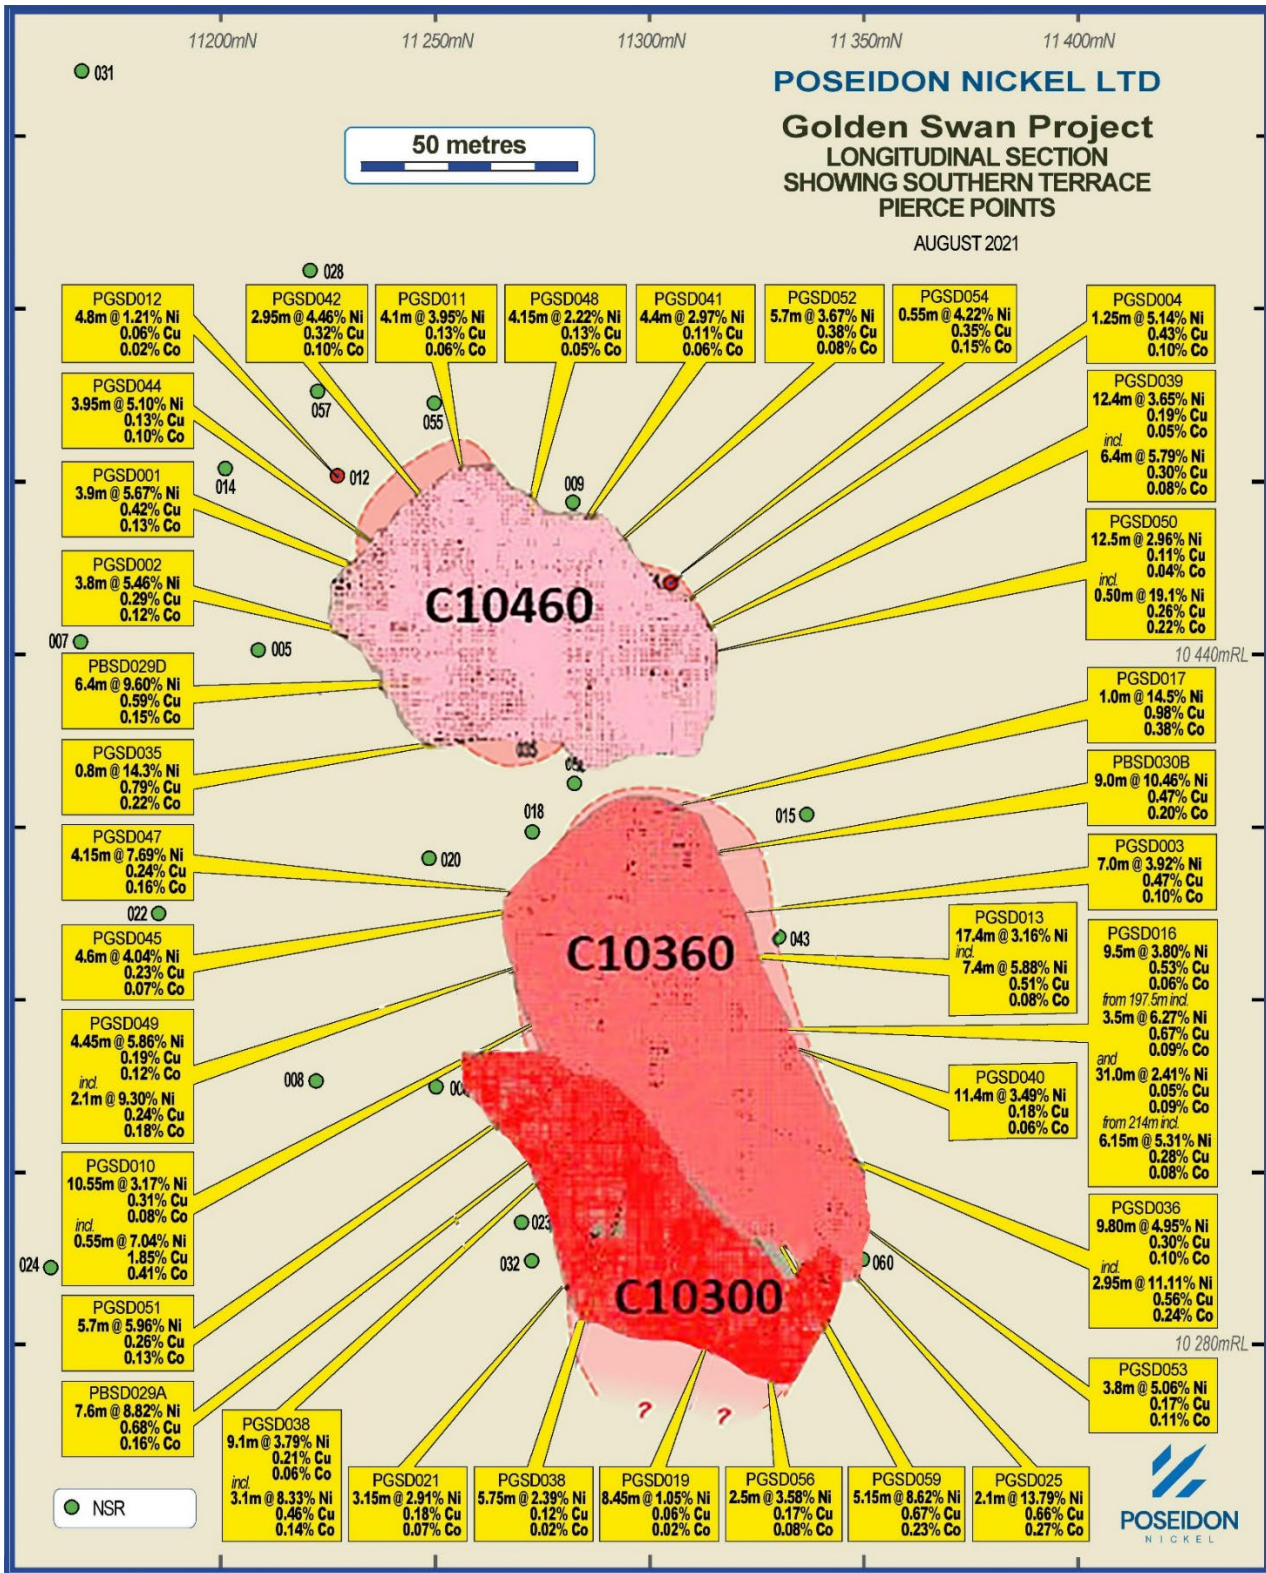 11200mN
11 250mN
11300mN
11 350mN
11 400mN
031
POSEIDON NICKEL LTD
Golden Swan Project
LONGITUDINAL SECTION
SHOWING SOUTHERN TERRACE
PIERCE POINTS
AUGUST 2021
50 metres
028
PGSD012
4.8m @ 1.21% Ni
0.06% Cu
0.02% Co
PGSD042
2.95m @ 4.46% Ni
0.32% Cu
0.10% Co
PGSD011
4.1m @ 3.95% Ni
0.13% Cu
0.06% Co
PGSD048
4.15m @ 2.22% Ni
0.13% Cu
0.05% Co
PGSD041
4.4m @ 2.97% Ni
0.11% Cu
0.06% Co
PGSD052
5.7m @ 3.67% Ni
0.38% Cu
0.08% Co
PGSD054
0.55m @ 4.22% Ni
0.35% Cu
0.15% Co
PGSD004
1.25m @ 5.14% Ni
0.43% Cu
0.10% Co
PGSD044
3.95m @ 5.10% Ni
0.13% Cu
0.10% Co
057
055
PGSD039
12.4m @ 3.65% Ni
0.19% Cu
0.05% Co
incl.
6.4m @ 5.79% Ni
0.30% Cu
0.08% Co
PGSD001
3.9m @ 5.67% Ni
0.42% Cu
0.13% Co
014
012
009
PGSD050
12.5m @ 2.96% Ni
0.11% Cu
0.04% Co
incl.
0.50m @ 19.1% Ni
0.26% Cu
0.22% Co
PGSD002
3.8m @ 5.46% Ni
0.29% Cu
0.12% Co
C10460
007
005
10 440mRL
PBSD029D
6.4m @ 9.60% Ni
0.59% Cu
0.15% Co
PGSD017
1.0m @ 14.5% Ni
0.98% Cu
0.38% Co
PGSD035
0.8m @ 14.3% Ni
0.79% Cu
0.22% Co
035
PBSD030B
9.0m @ 10.46% Ni
0.47% Cu
0.20% Co
018
015
PGSD047
4.15m @ 7.69% Ni
0.24% Cu
0.16% Co
020
PGSD003
7.0m @ 3.92% Ni
0.47% Cu
0.10% Co
022
PGSD045
4.6m @ 4.04% Ni
0.23% Cu
0.07% Co
C10360
043
PGSD013
17.4m @ 3.16% Ni
incl.
7.4m @ 5.88% Ni
0.51% Cu
0.08% Co
PGSD016
9.5m @ 3.80% Ni
0.53% Cu
0.06% Co
from 197.5m incl.
3.5m @ 6.27% Ni
0.67% Cu
0.09% Co
and
31.0m @ 2.41% Ni
0.05% Cu
0.09% Co
from 214m incl.
6.15m @ 5.31% Ni
0.28% Cu
0.08% Co
PGSD049
4.45m @ 5.86% Ni
0.19% Cu
0.12% Co
incl.
2.1m @ 9.30% Ni
0.24% Cu
0.18% Co
008
PGSD040
11.4m @ 3.49% Ni
0.18% Cu
0.06% Co
PGSD010
10.55m @ 3.17% Ni
0.31% Cu
0.08% Co
incl.
0.55m @ 7.04% Ni
1.85% Cu
0.41% Co
023
024
032
060
PGSD036
9.80m @ 4.95% Ni
0.30% Cu
0.10% Co
incl.
2.95m @ 11.11% Ni
0.56% Cu
0.24% Co
C10300
PGSD051
5.7m @ 5.96% Ni
0.26% Cu
0.13% Co
10 280mRL
PGSD053
3.8m @ 5.06% Ni
0.17% Cu
0.11% Co
PBSD029A
7.6m @ 8.82% Ni
0.68% Cu
0.16% Co
? ?
PGSD038
9.1m @ 3.79% Ni
0.21% Cu
0.06% Co
incl.
3.1m @ 8.33% Ni
0.46% Cu
0.14% Co
PGSD021
3.15m @ 2.91% Ni
0.18% Cu
0.07% Co
PGSD038
5.75m @ 2.39% Ni
0.12% Cu
0.02% Co
PGSD019
8.45m @ 1.05% Ni
0.06% Cu
0.02% Co
PGSD056
2.5m @ 3.58% Ni
0.17% Cu
0.08% Co
PGSD059
5.15m @ 8.62% Ni
0.67% Cu
0.23% Co
PGSD025
2.1m @ 13.79% Ni
0.66% Cu
0.27% Co
NSR
POSEIDON
NICKEL